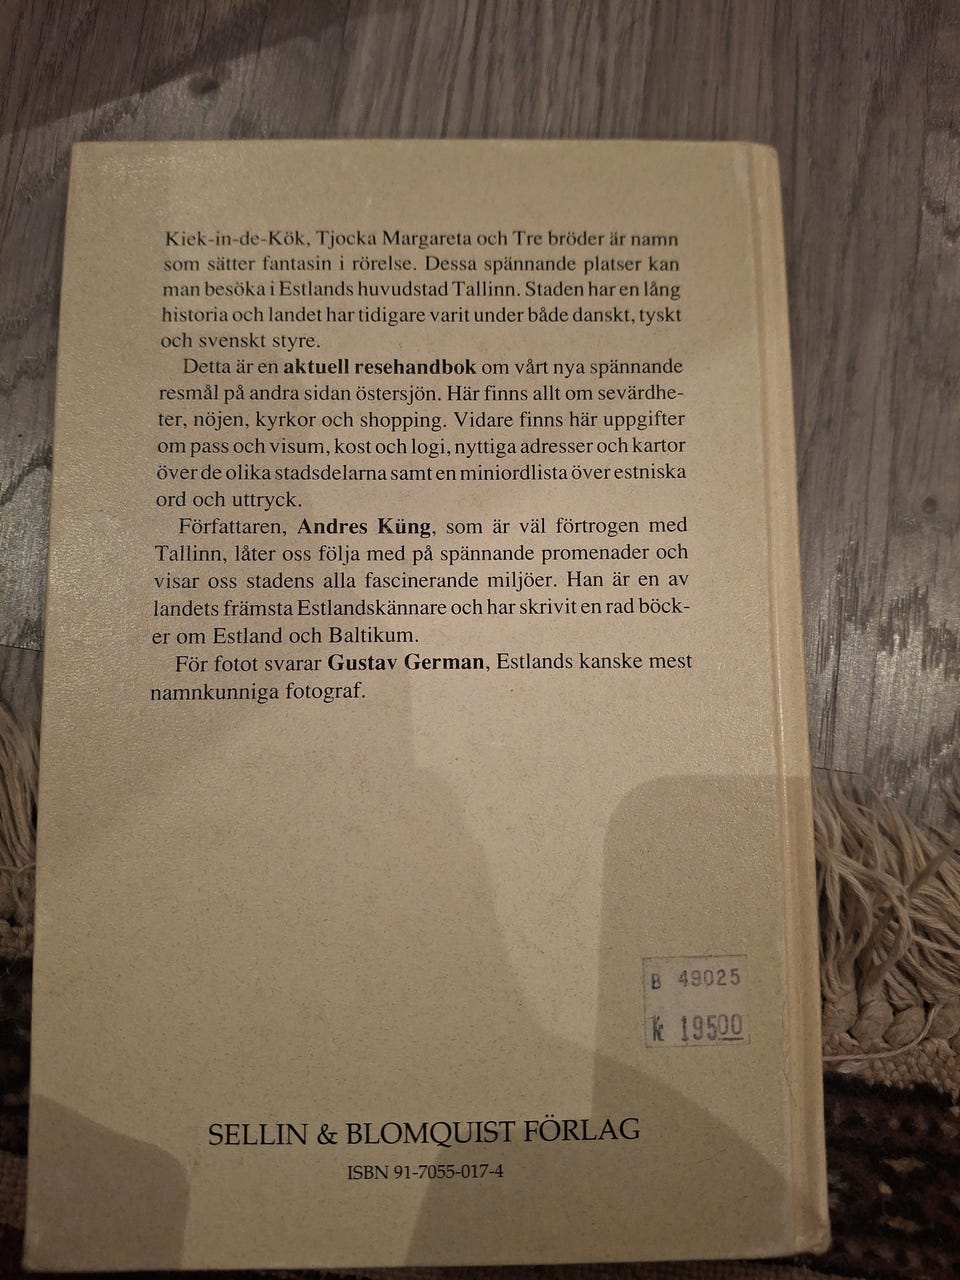 Kiek-in-de-Kök, Tjocka Margareta och Tre bröder är namn
som sätter fantasin i rörelse. Dessa spännande platser kan
man besöka i Estlands huvudstad Tallinn. Staden har en lång
historia och landet har tidigare varit under både danskt, tyskt
och svenskt styre.
Detta är en aktuell resehandbok om vårt nya spännande
resmål på andra sidan östersjön. Här finns allt om sevärdhe-
ter, nöjen, kyrkor och shopping. Vidare finns här uppgifter
om pass och visum, kost och logi, nyttiga adresser och kartor
över de olika stadsdelarna samt en miniordlista över estniska
ord och uttryck.
Författaren, Andres Küng, som är väl förtrogen med
Tallinn, låter oss följa med på spännande promenader och
visar oss stadens alla fascinerande miljöer. Han är en av
landets främsta Estlandskännare och har skrivit en rad böck-
er om Estland och Baltikum.
För fotot svarar Gustav German, Estlands kanske mest
namnkunniga fotograf.
B 49025
Kr 19500
SELLIN & BLOMQUIST FÖRLAG
ISBN 91-7055-017-4